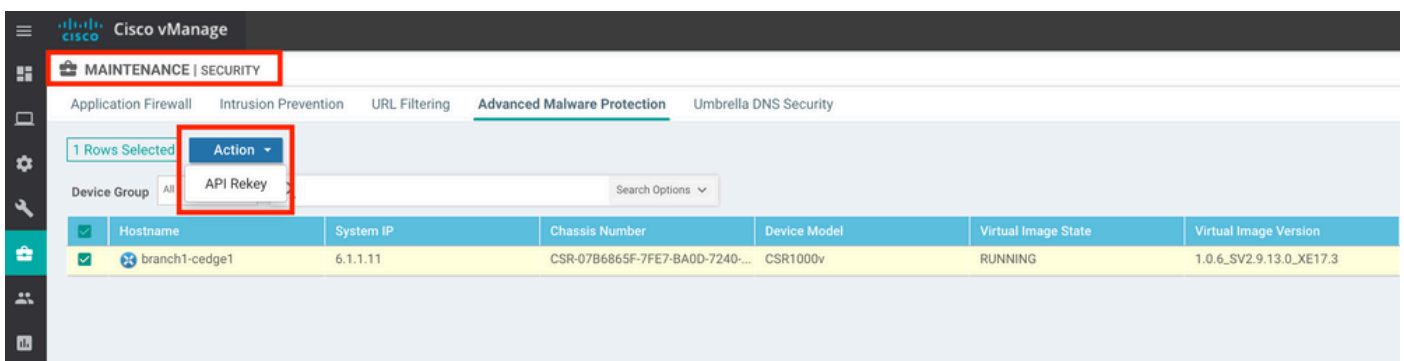 cisco Cisco vManage
MAINTENANCE | SECURITY
Application Firewall Intrusion Prevention URL Filtering Advanced Malware Protection Umbrella DNS Security
1 Rows Selected Action
API Rekey
Device Group All Search Options
Hostname System IP Chassis Number Device Model Virtual Image State Virtual Image Version
branch1-cedge1 6.1.1.11 CSR-07B6865F-7FE7-BA0D-7240-... CSR1000v RUNNING 1.0.6_SV2.9.13.0_XE17.3